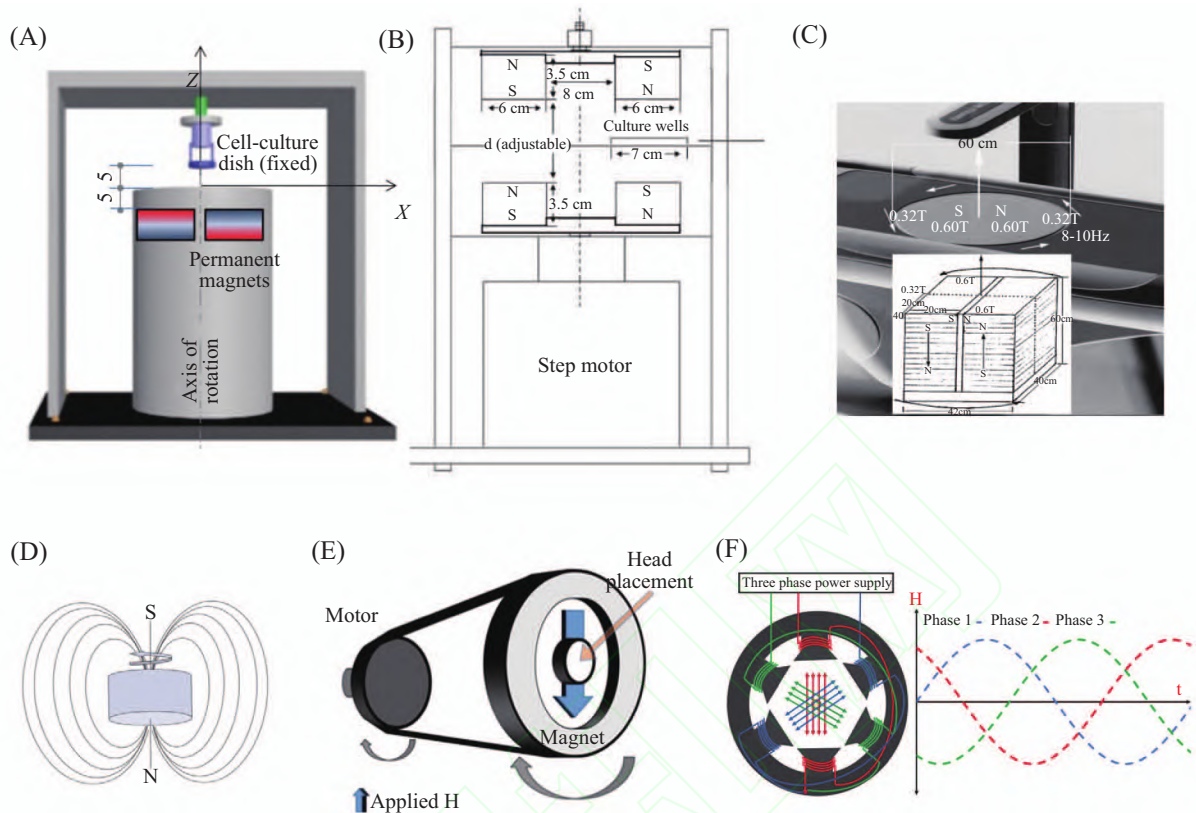 (A)
Z
Cell-culture
dish (fixed)
5
5
X
Permanent
magnets
Axis of
rotation
(B)
N
S
S
N
3.5 cm
8 cm
6 cm
6 cm
Culture wells
d (adjustable)
7 cm
N
S
S
N
3.5 cm
Step motor
(C)
60 cm
S
N
0.32T
0.60T
0.60T
0.32T
8-10Hz
0.6T
0.32T
20cm
20cm
0.6T
40
S
N
S
N
N
S
60cm
40cm
42cm
(D)
S
N
(E)
Motor
Head
placement
Magnet
Applied H
(F)
Three phase power supply
H
Phase 1 - Phase 2 - Phase 3 -
t